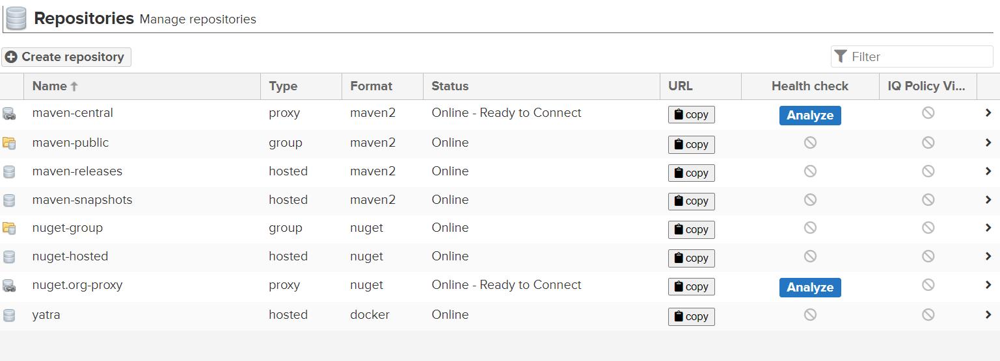 Repositories Manage repositories
Create repository Filter
Name Type Format Status URL Health check IQ Policy Vi...
maven-central proxy maven2 Online - Ready to Connect copy Analyze
maven-public group maven2 Online copy
maven-releases hosted maven2 Online copy
maven-snapshots hosted maven2 Online copy
nuget-group group nuget Online copy
nuget-hosted hosted nuget Online copy
nuget.org-proxy proxy nuget Online - Ready to Connect copy Analyze
yatra hosted docker Online copy